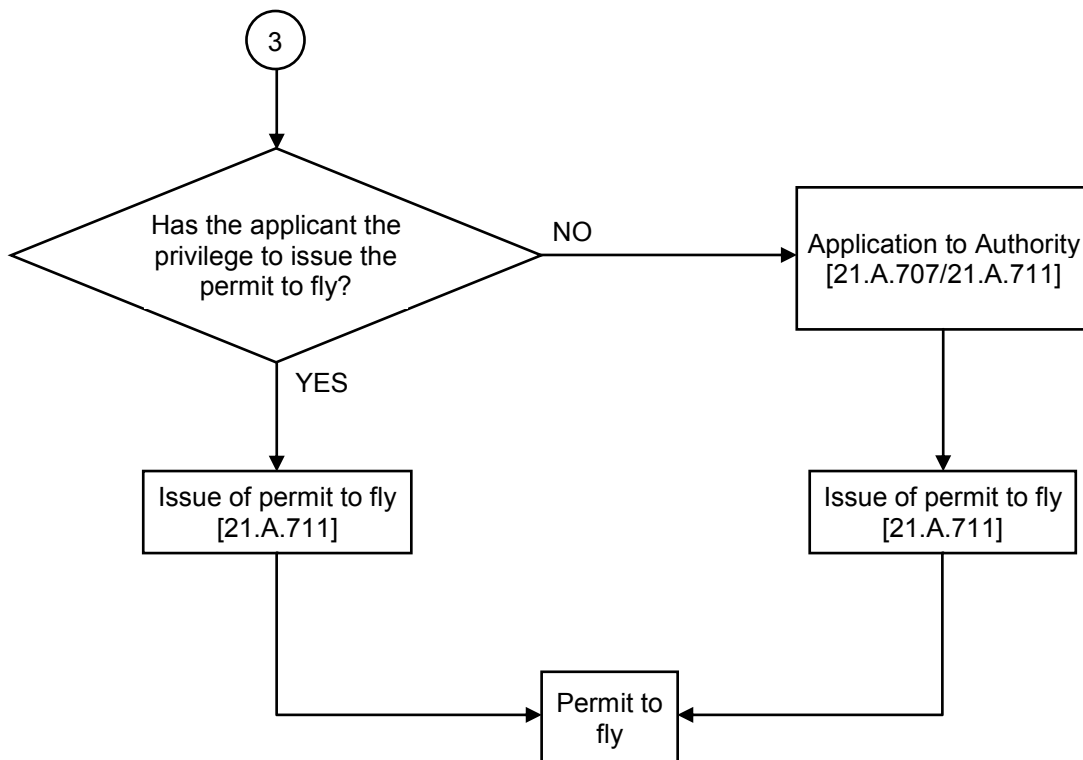 3
Has the applicant the
privilege to issue the
permit to fly?
NO
Application to Authority
[21.A.707/21.A.711]
YES
Issue of permit to fly
[21.A.711]
Issue of permit to fly
[21.A.711]
Permit to
fly